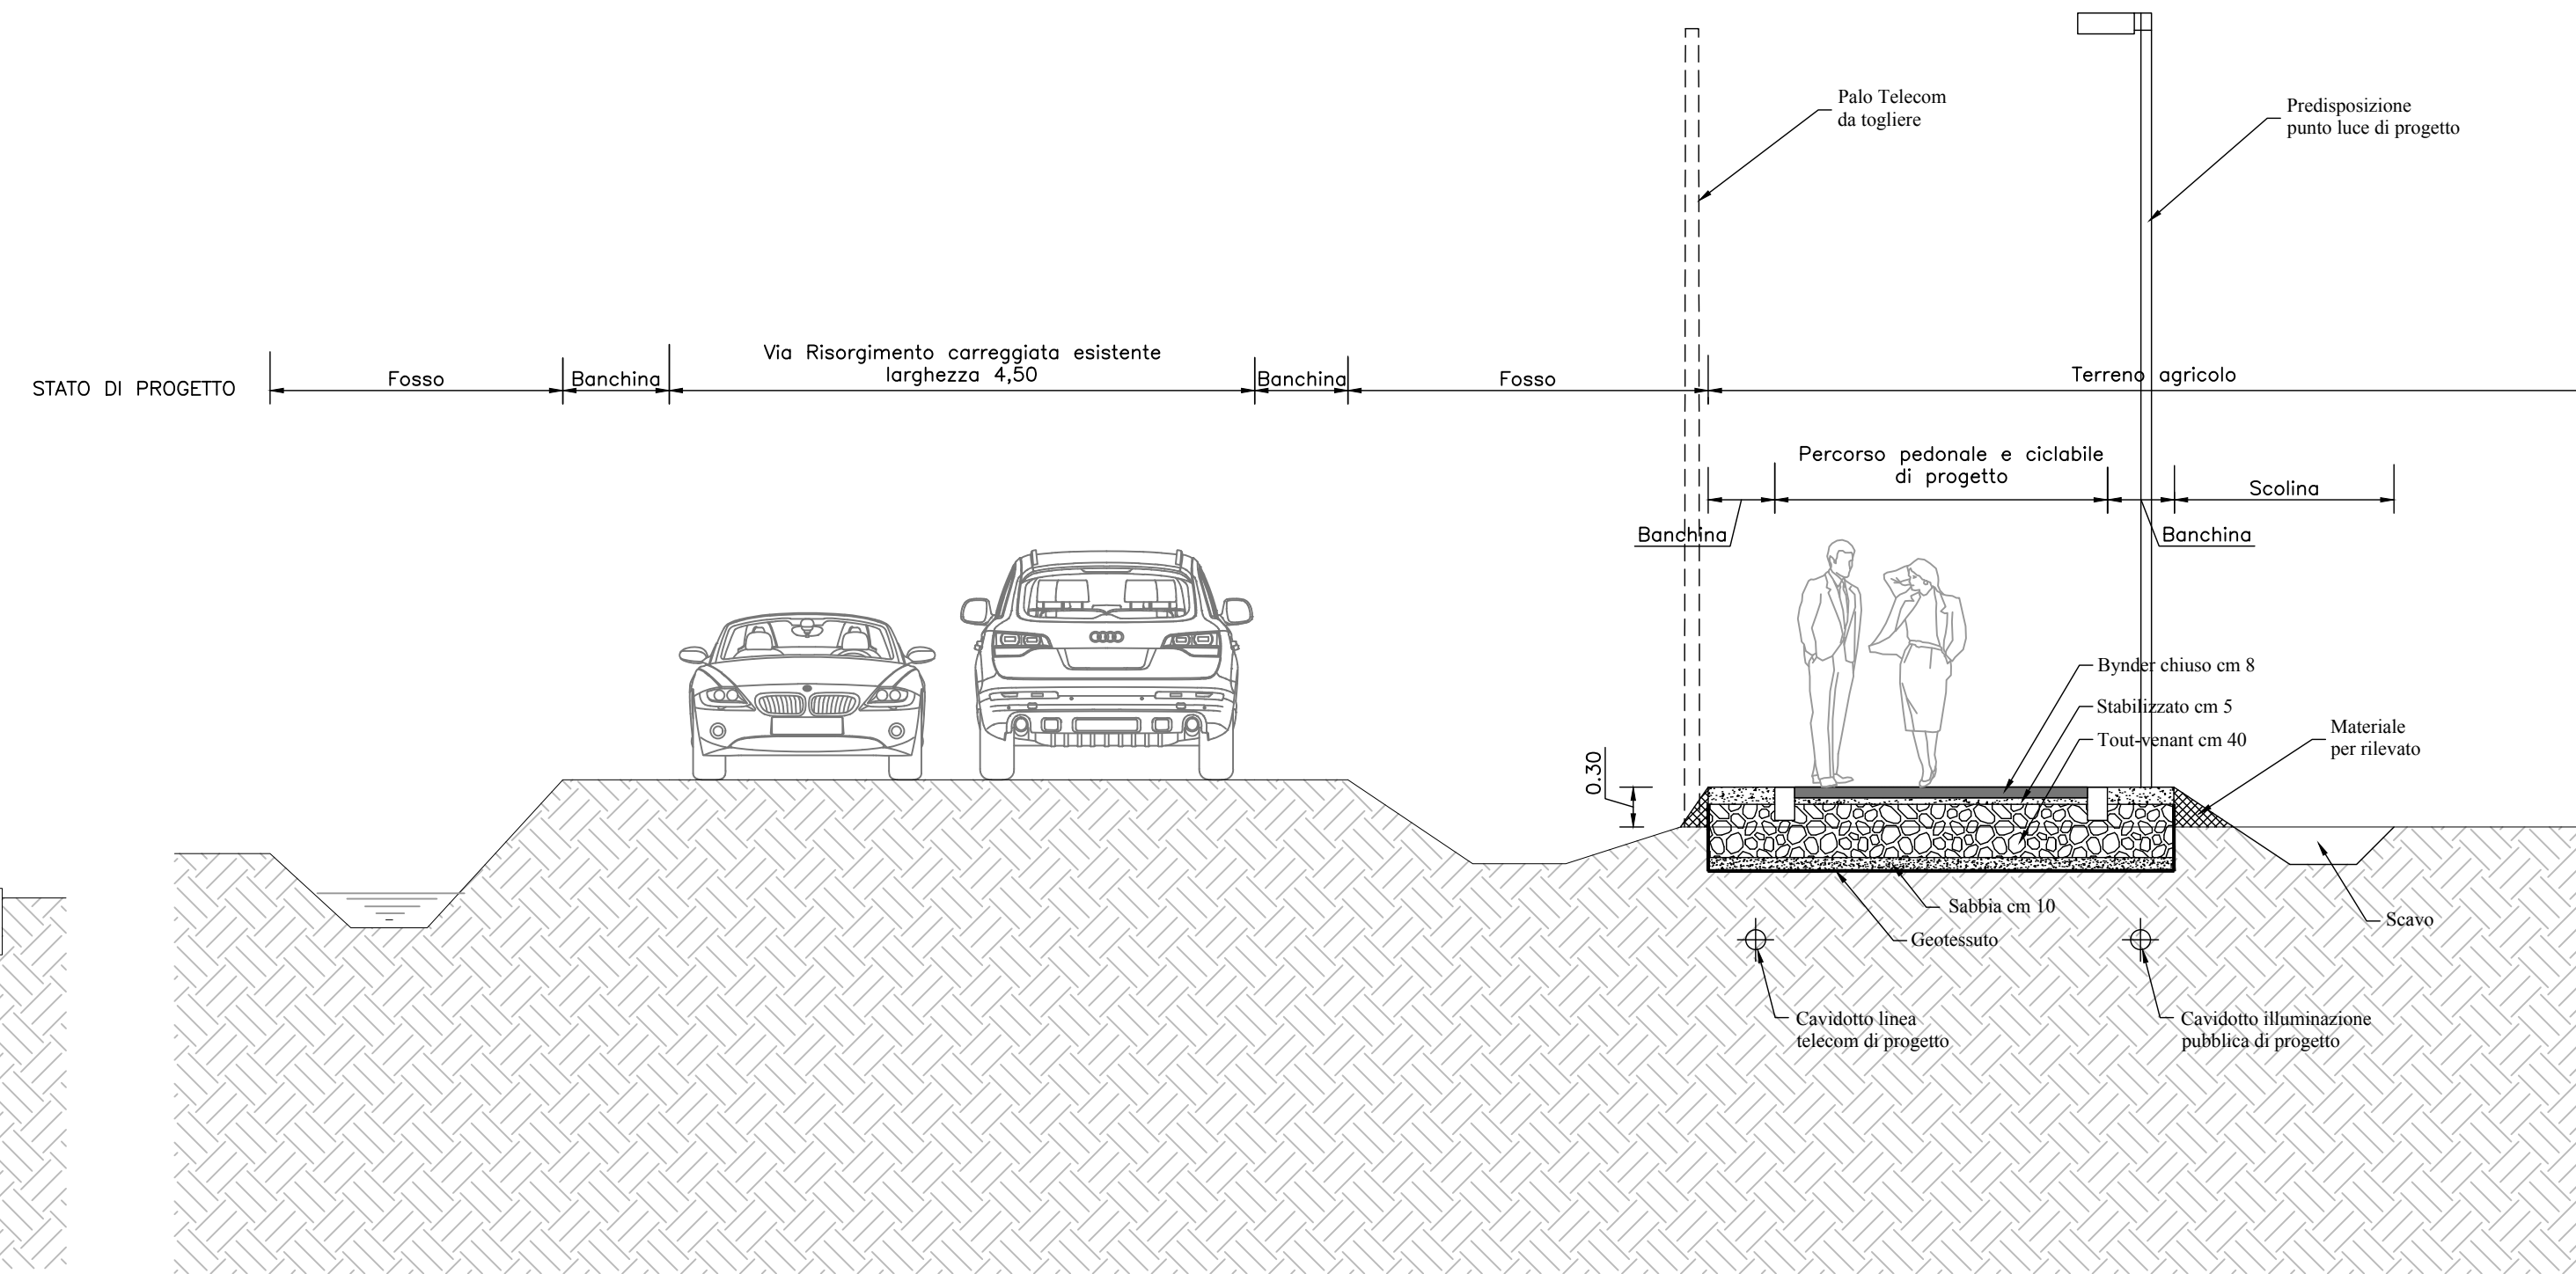 Palo Telecom
da togliere
Predisposizione
punto luce di progetto
STATO DI PROGETTO
Fosso
Banchina
Via Risorgimento carreggiata esistente
larghezza 4,50
Banchina
Fosso
Terreno agricolo
Percorso pedonale e ciclabile
di progetto
Scolina
Banchina
Banchina
Bynder chiuso cm 8
Stabilizzato cm 5
Tout-venant cm 40
Materiale
per rilevato
0.30
Sabbia cm 10
Geotessuto
Scavo
Cavidotto linea
telecom di progetto
Cavidotto illuminazione
pubblica di progetto